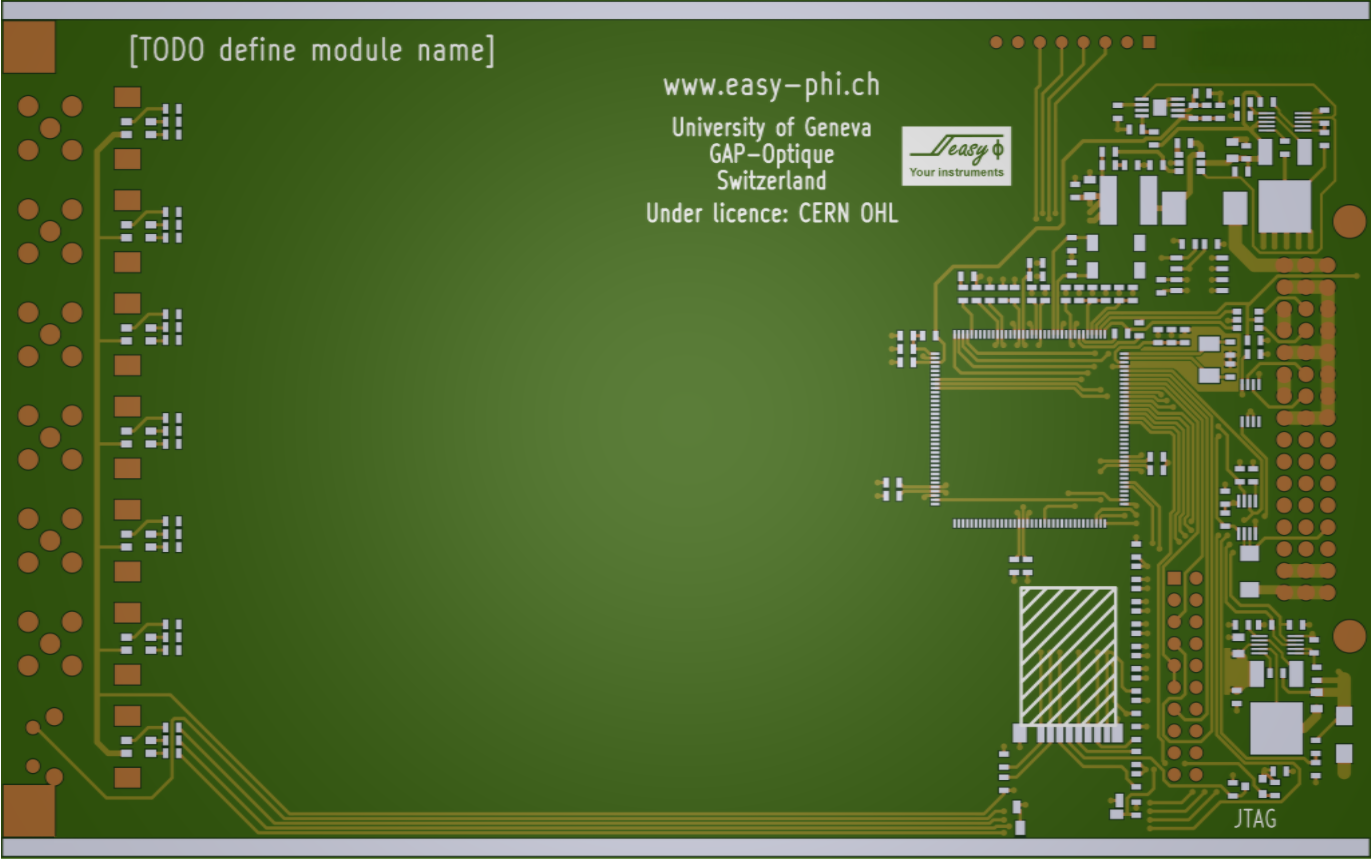 [TODO define module name]
www.easy-phi.ch
University of Geneva
GAP-Optique
Switzerland
easy ϕ
Your instruments
Under licence: CERN OHL
JTAG